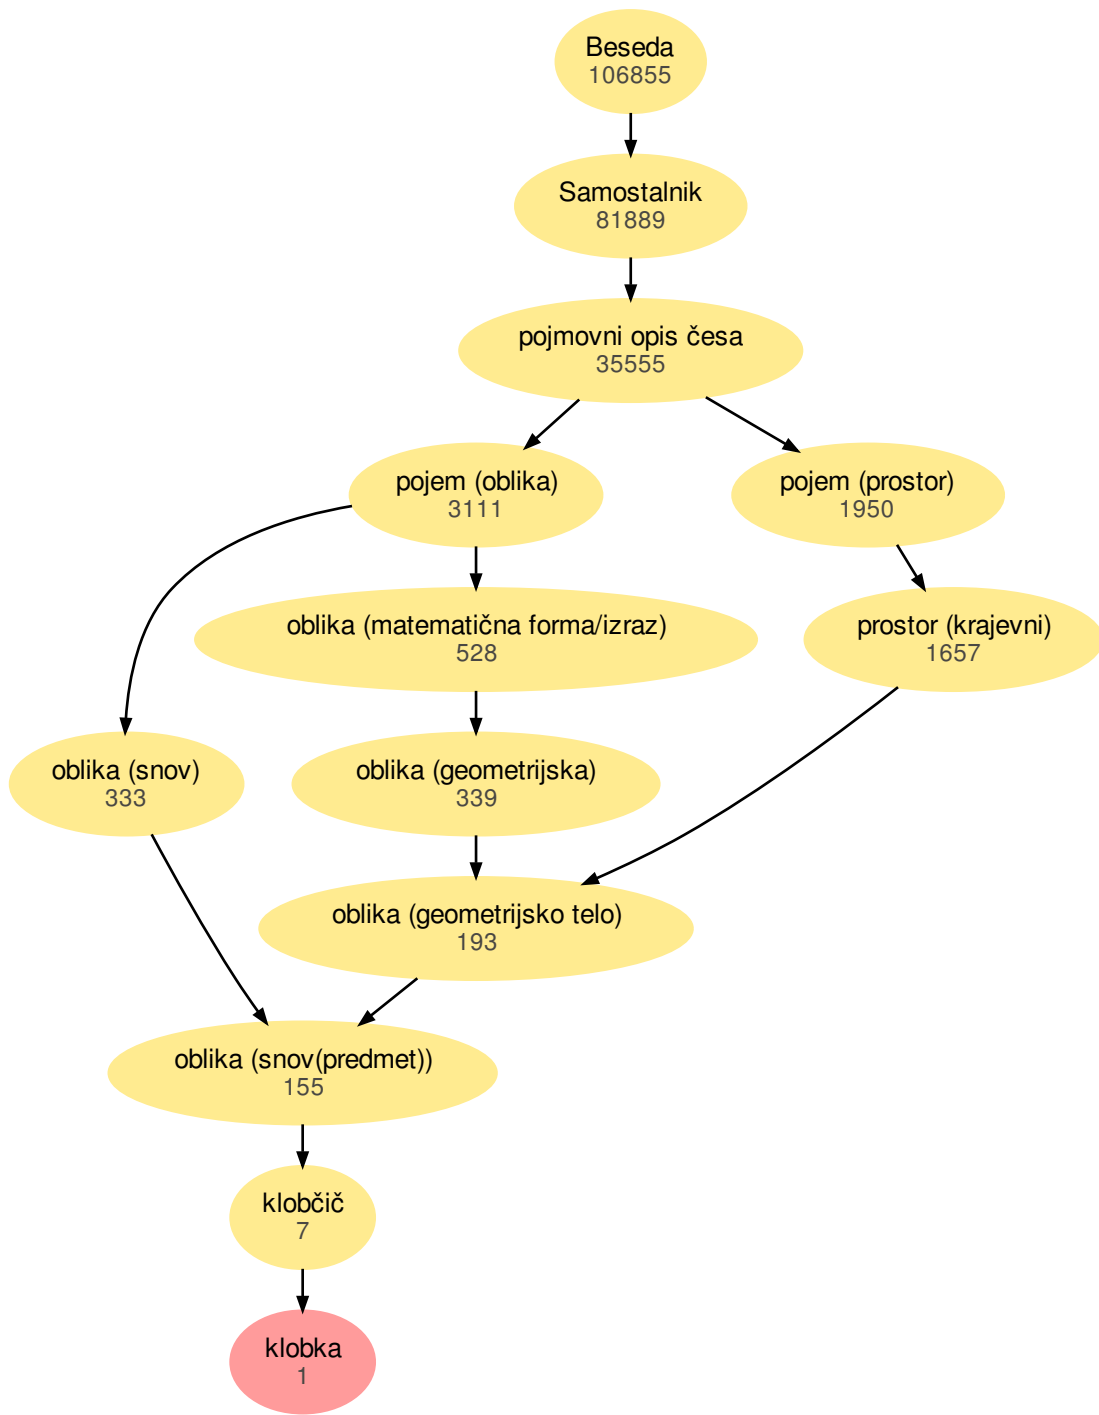 Beseda
106855
Samostalnik
81889
pojmovni opis česa
35555
pojem (oblika)
3111
pojem (prostor)
1950
oblika (matematična forma/izraz)
528
prostor (krajevni)
1657
oblika (snov)
333
oblika (geometrijska)
339
oblika (geometrijsko telo)
193
oblika (snov(predmet))
155
klobčič
7
klobka
1